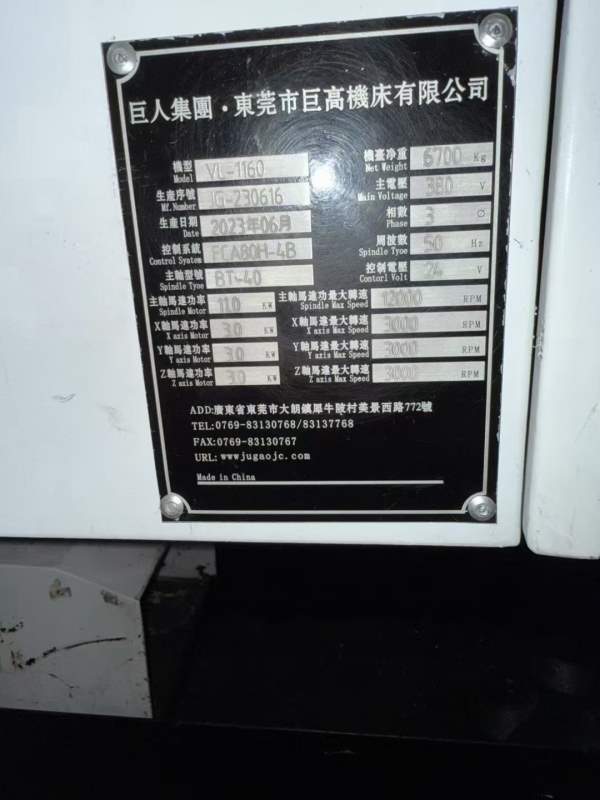 巨人集團·東莞市巨高機床有限公司
機型 Model VL-1160 機臺净重 Net Weight 6700 Kg
生產序號 Mf.Number JG-230616 主電壓 Main Voltage 380 V
生產日期 Date 2023年06月 相數 Phase 3 Ø
控制系統 Control System FCA80H-4B 周波數 Spindle Tyoe 50 Hz
主軸型號 Spindle Tyoe BT-40 控制電壓 Contorl Volt 24 V
主軸馬達功率 Spindle Motor 11.0 KW 主軸馬達功最大轉速 Spindle Max Speed 12000 RPM
X軸馬達功率 X axis Motor 3.0 KW X軸馬達最大轉速 X axis Max Speed 3000 RPM
Y軸馬達功率 Y axis Motor 3.0 KW Y軸馬達最大轉速 Y axis Max Speed 3000 RPM
Z軸馬達功率 Z axis Motor 3.0 KW Z軸馬達最大轉速 Z axis Max Speed 3000 RPM
ADD:廣東省東莞市大朗鎮犀牛陂村美景西路772號
TEL:0769-83130768/83137768
FAX:0769-83130767
URL: www.jugaojc.com
Made in China